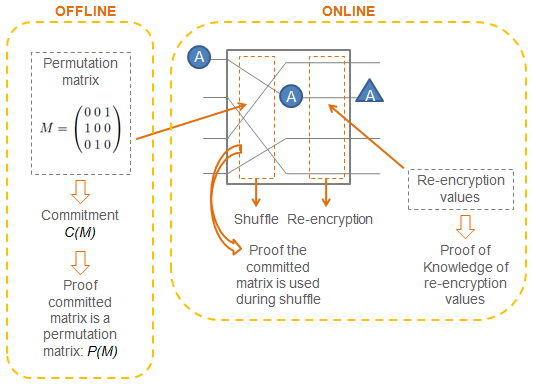 OFFLINE
Permutation
matrix
M = (0 0 1
1 0 0
0 1 0)
Commitment
C(M)
Proof
committed
matrix is a
permutation
matrix: P(M)
ONLINE
A
A
A
Shuffle Re-encryption
Proof the
committed
matrix is used
during shuffle
Re-encryption
values
Proof of
Knowledge of
re-encryption
values